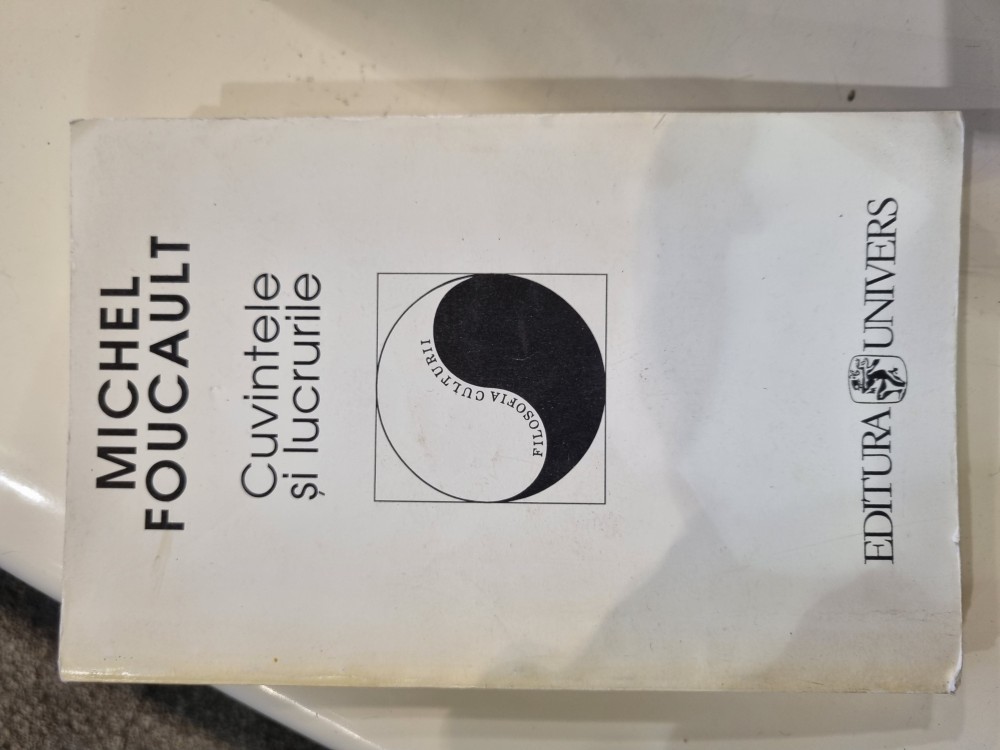 MICHEL
FOUCAULT
Cuvintele
și lucrurile
FILOSOFIA CULTURII
EDITURA UNIVERS